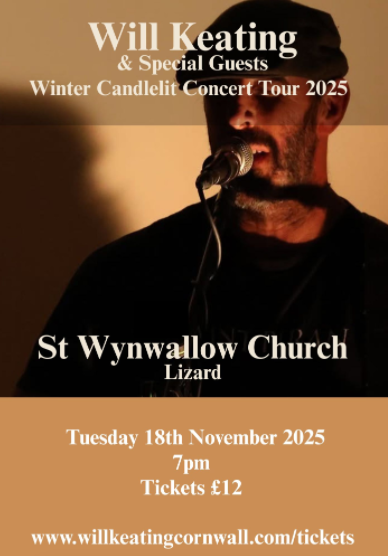 Will Keating
& Special Guests
Winter Candlelit Concert Tour 2025
St Wynwallow Church
Lizard
Tuesday 18th November 2025
7pm
Tickets £12
www.willkeatingcornwall.com/tickets